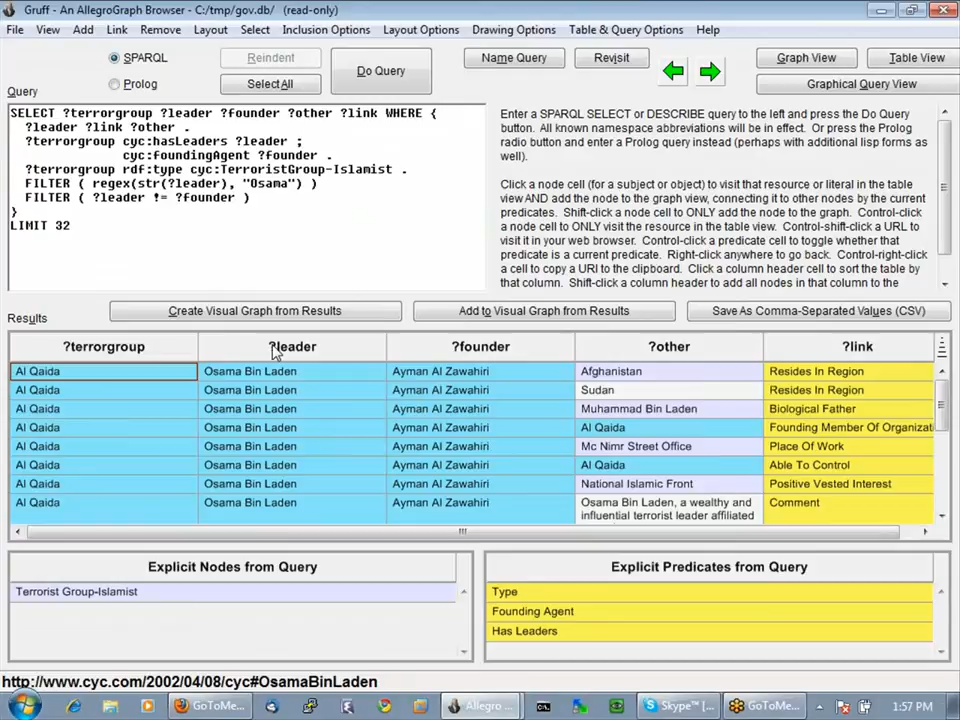 Gruff - An AllegroGraph Browser - C:/tmp/gov.db/ (read-only)
File View Add Link Remove Layout Select Inclusion Options Layout Options Drawing Options Table & Query Options Help
SPARQL
Prolog
Reindent
Select All
Do Query
Name Query
Revisit
Graph View
Table View
Graphical Query View
Query
SELECT ?terrorgroup ?leader ?founder ?other ?link WHERE {
?leader ?link ?other .
?terrorgroup cyc:hasLeaders ?leader ;
cyc:foundingAgent ?founder .
?terrorgroup rdf:type cyc:TerroristGroup-Islamist .
FILTER ( regex(str(?leader), "Osama") )
FILTER ( ?leader != ?founder )
}
LIMIT 32
Enter a SPARQL SELECT or DESCRIBE query to the left and press the Do Query
button. All known namespace abbreviations will be in effect. Or press the Prolog
radio button and enter a Prolog query instead (perhaps with additional lisp forms as
well).
Click a node cell (for a subject or object) to visit that resource or literal in the table
view AND add the node to the graph view, connecting it to other nodes by the current
predicates. Shift-click a node cell to ONLY add the node to the graph. Control-click
a node cell to ONLY visit the resource in the table view. Control-shift-click a URL to
visit it in your web browser. Control-click a predicate cell to toggle whether that
predicate is a current predicate. Right-click anywhere to go back. Control-right-click
a cell to copy a URI to the clipboard. Click a column header cell to sort the table by
that column. Shift-click a column header to add all nodes in that column to the
Results
Create Visual Graph from Results
Add to Visual Graph from Results
Save As Comma-Separated Values (CSV)
?terrorgroup ?leader ?founder ?other ?link
Al Qaida Osama Bin Laden Ayman Al Zawahiri Afghanistan Resides In Region
Al Qaida Osama Bin Laden Ayman Al Zawahiri Sudan Resides In Region
Al Qaida Osama Bin Laden Ayman Al Zawahiri Muhammad Bin Laden Biological Father
Al Qaida Osama Bin Laden Ayman Al Zawahiri Al Qaida Founding Member Of Organizati
Al Qaida Osama Bin Laden Ayman Al Zawahiri Mc Nimr Street Office Place Of Work
Al Qaida Osama Bin Laden Ayman Al Zawahiri Al Qaida Able To Control
Al Qaida Osama Bin Laden Ayman Al Zawahiri National Islamic Front Positive Vested Interest
Al Qaida Osama Bin Laden Ayman Al Zawahiri Osama Bin Laden, a wealthy and Comment
influential terrorist leader affiliated
Explicit Nodes from Query
Terrorist Group-Islamist
Explicit Predicates from Query
Type
Founding Agent
Has Leaders
http://www.cyc.com/2002/04/08/cyc#OsamaBinLaden
GoToMe... Allegro ... Skype™ [... GoToMe... 1:57 PM